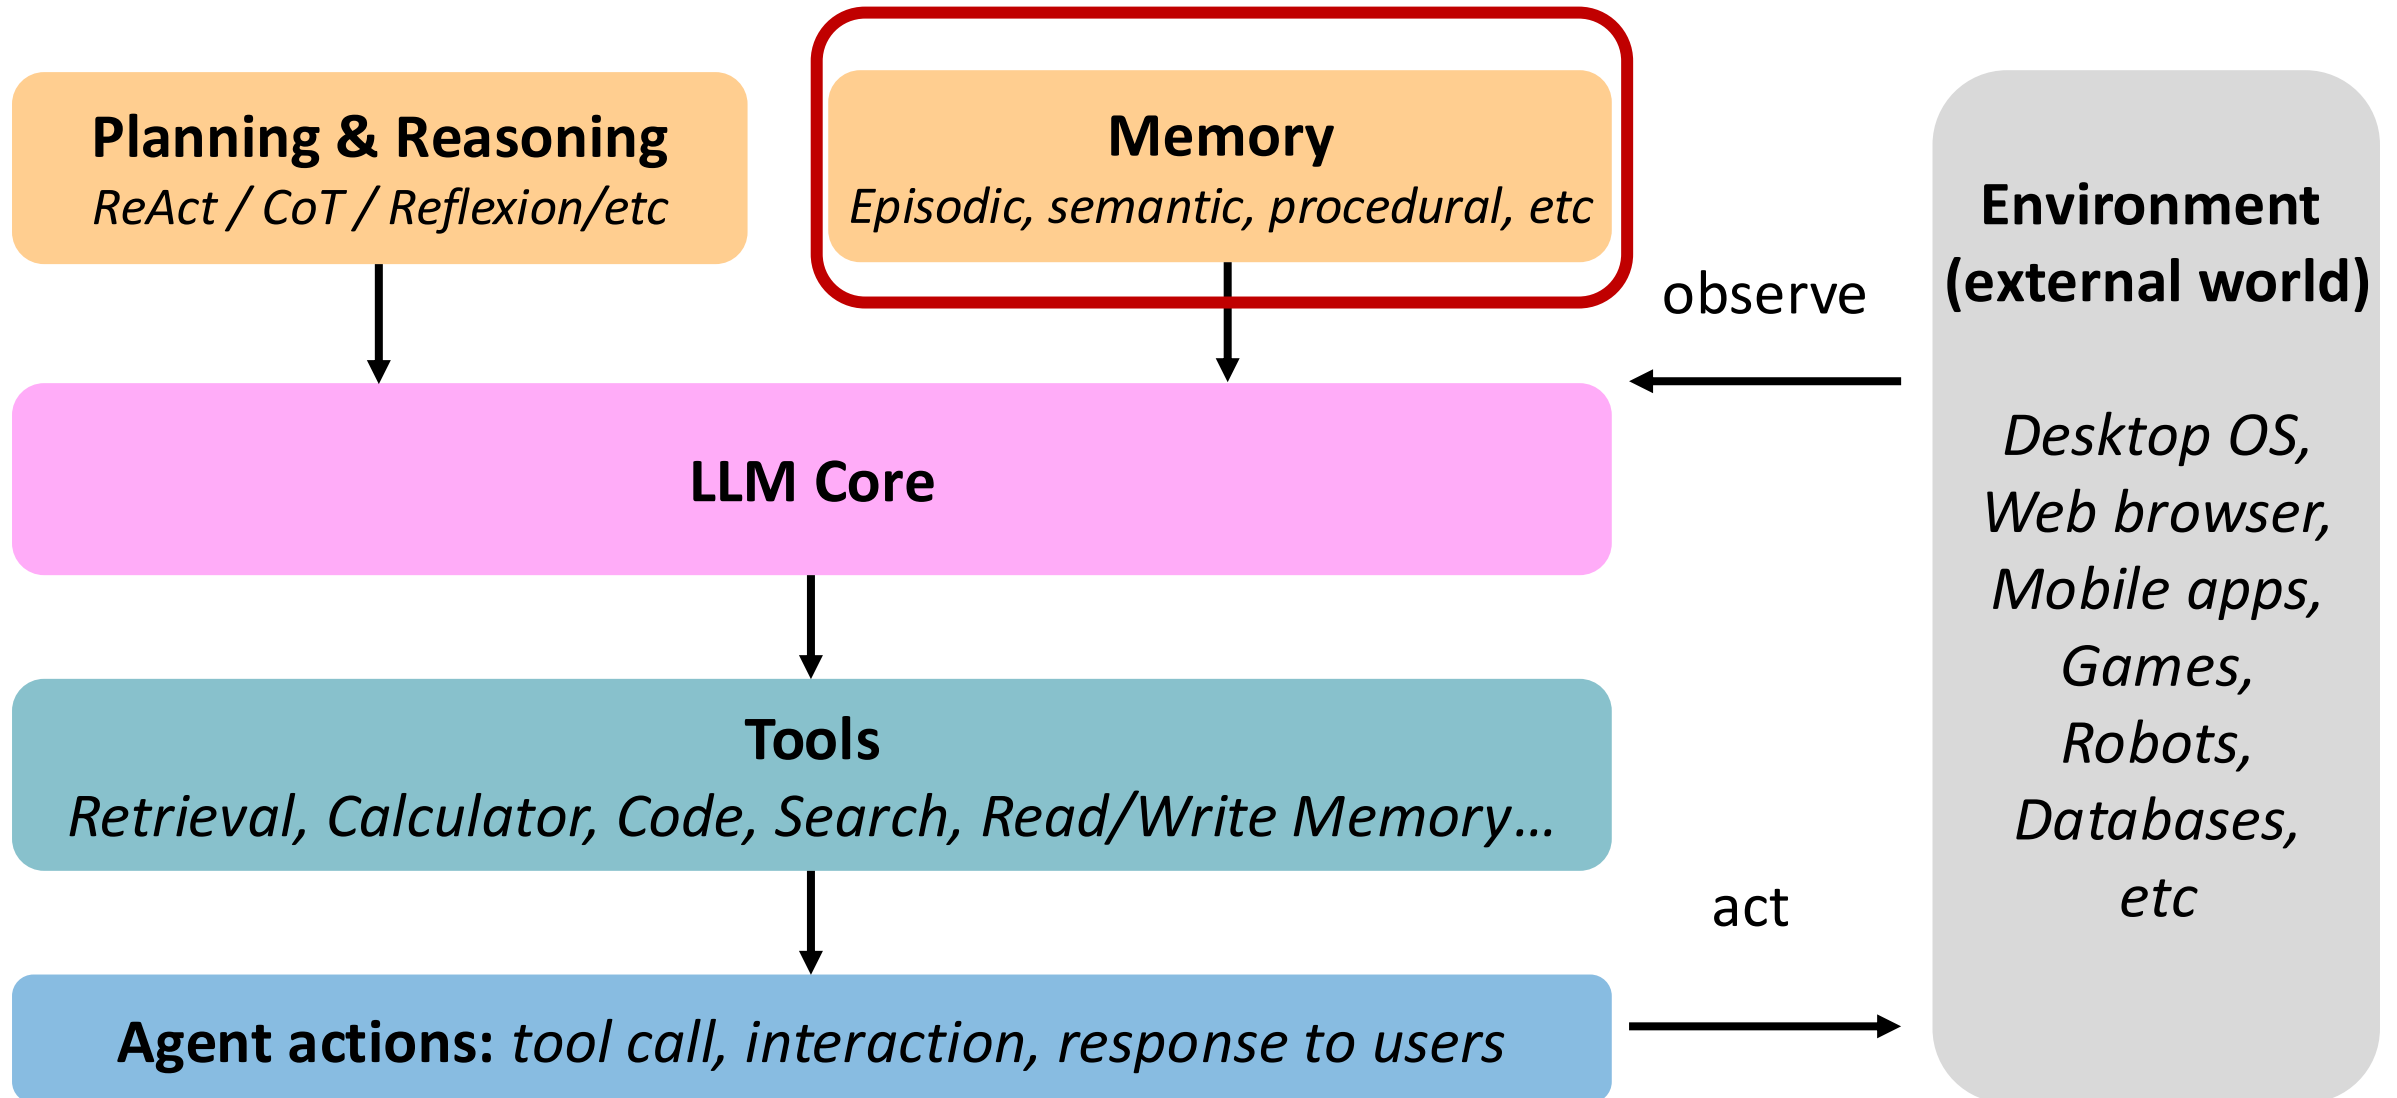 Planning & Reasoning
ReAct / CoT / Reflexion/etc
Memory
Episodic, semantic, procedural, etc
observe
Environment
(external world)
Desktop OS,
Web browser,
Mobile apps,
Games,
Robots,
Databases,
etc
LLM Core
Tools
Retrieval, Calculator, Code, Search, Read/Write Memory...
act
Agent actions: tool call, interaction, response to users